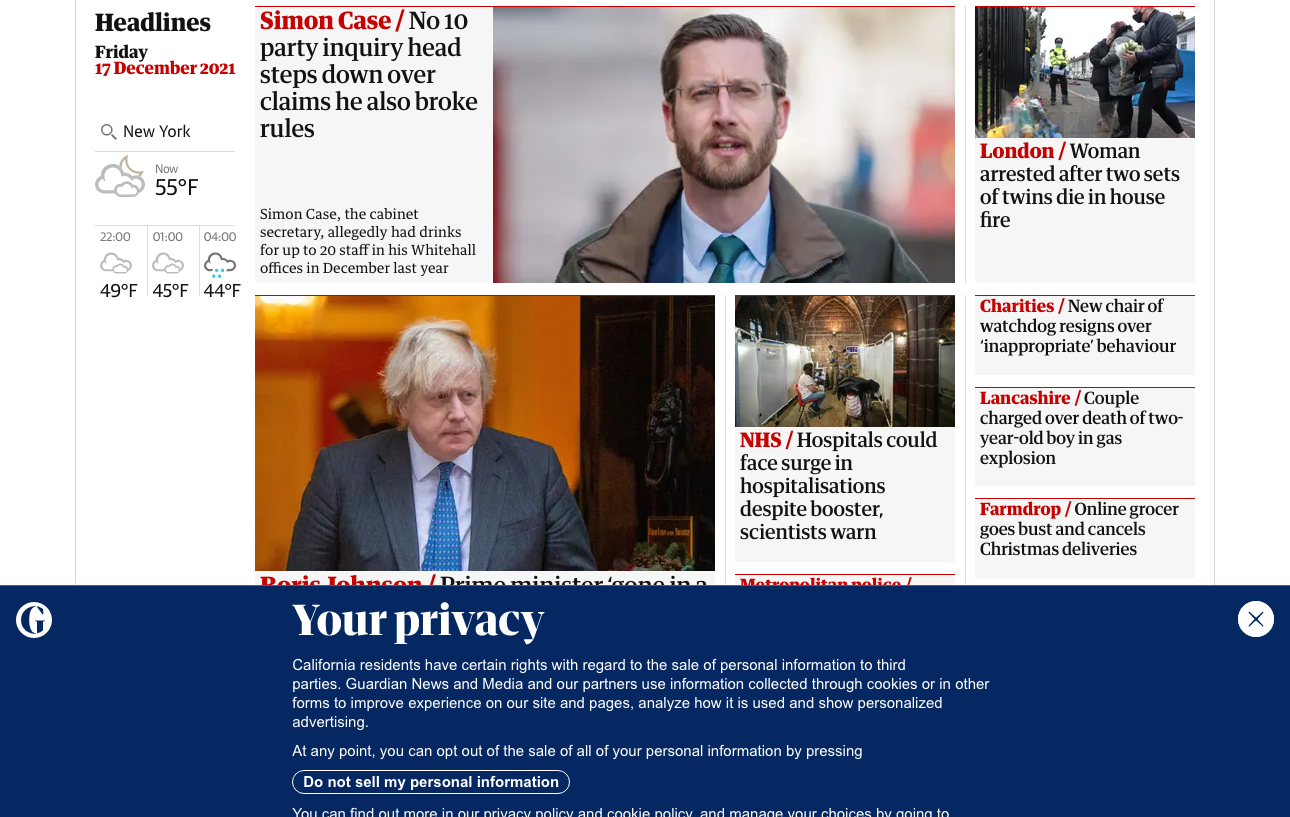 Headlines
Friday
17 December 2021
New York
Now
55°F
22:00
01:00
04:00
49°F
45°F
44°F
Simon Case / No 10
party inquiry head
steps down over
claims he also broke
rules
Simon Case, the cabinet
secretary, allegedly had drinks
for up to 20 staff in his Whitehall
offices in December last year
London / Woman
arrested after two sets
of twins die in house
fire
Boris Johnson / Prime minister ‘gone in a
NHS / Hospitals could
face surge in
hospitalisations
despite booster,
scientists warn
Metropolitan police /
Charities / New chair of
watchdog resigns over
‘inappropriate’ behaviour
Lancashire / Couple
charged over death of two-
year-old boy in gas
explosion
Farmdrop / Online grocer
goes bust and cancels
Christmas deliveries
G
Your privacy
California residents have certain rights with regard to the sale of personal information to third
parties. Guardian News and Media and our partners use information collected through cookies or in other
forms to improve experience on our site and pages, analyze how it is used and show personalized
advertising.
At any point, you can opt out of the sale of all of your personal information by pressing
Do not sell my personal information
You can find out more in our privacy policy and cookie policy, and manage your choices by going to